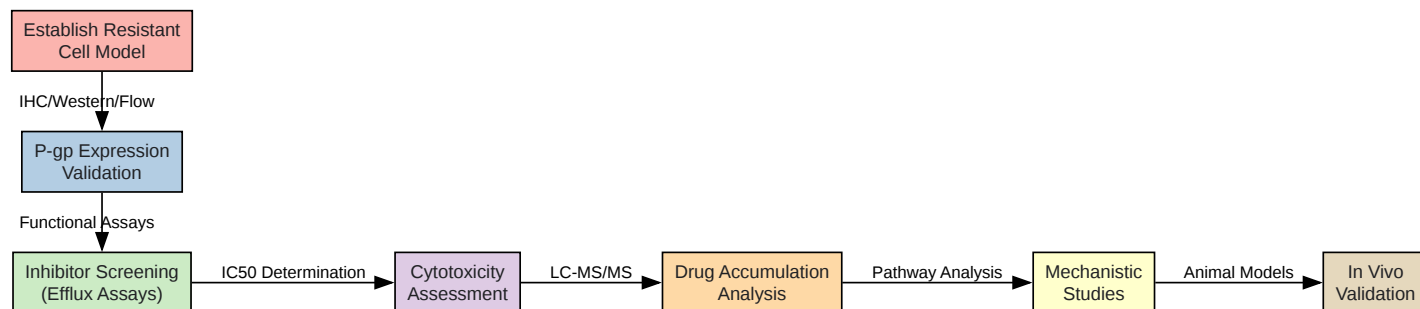 Establish Resistant
Cell Model
IHC/Western/Flow
P-gp Expression
Validation
Functional Assays
Inhibitor Screening
(Efflux Assays)
IC50 Determination
Cytotoxicity
Assessment
LC-MS/MS
Drug Accumulation
Analysis
Pathway Analysis
Mechanistic
Studies
Animal Models
In Vivo
Validation